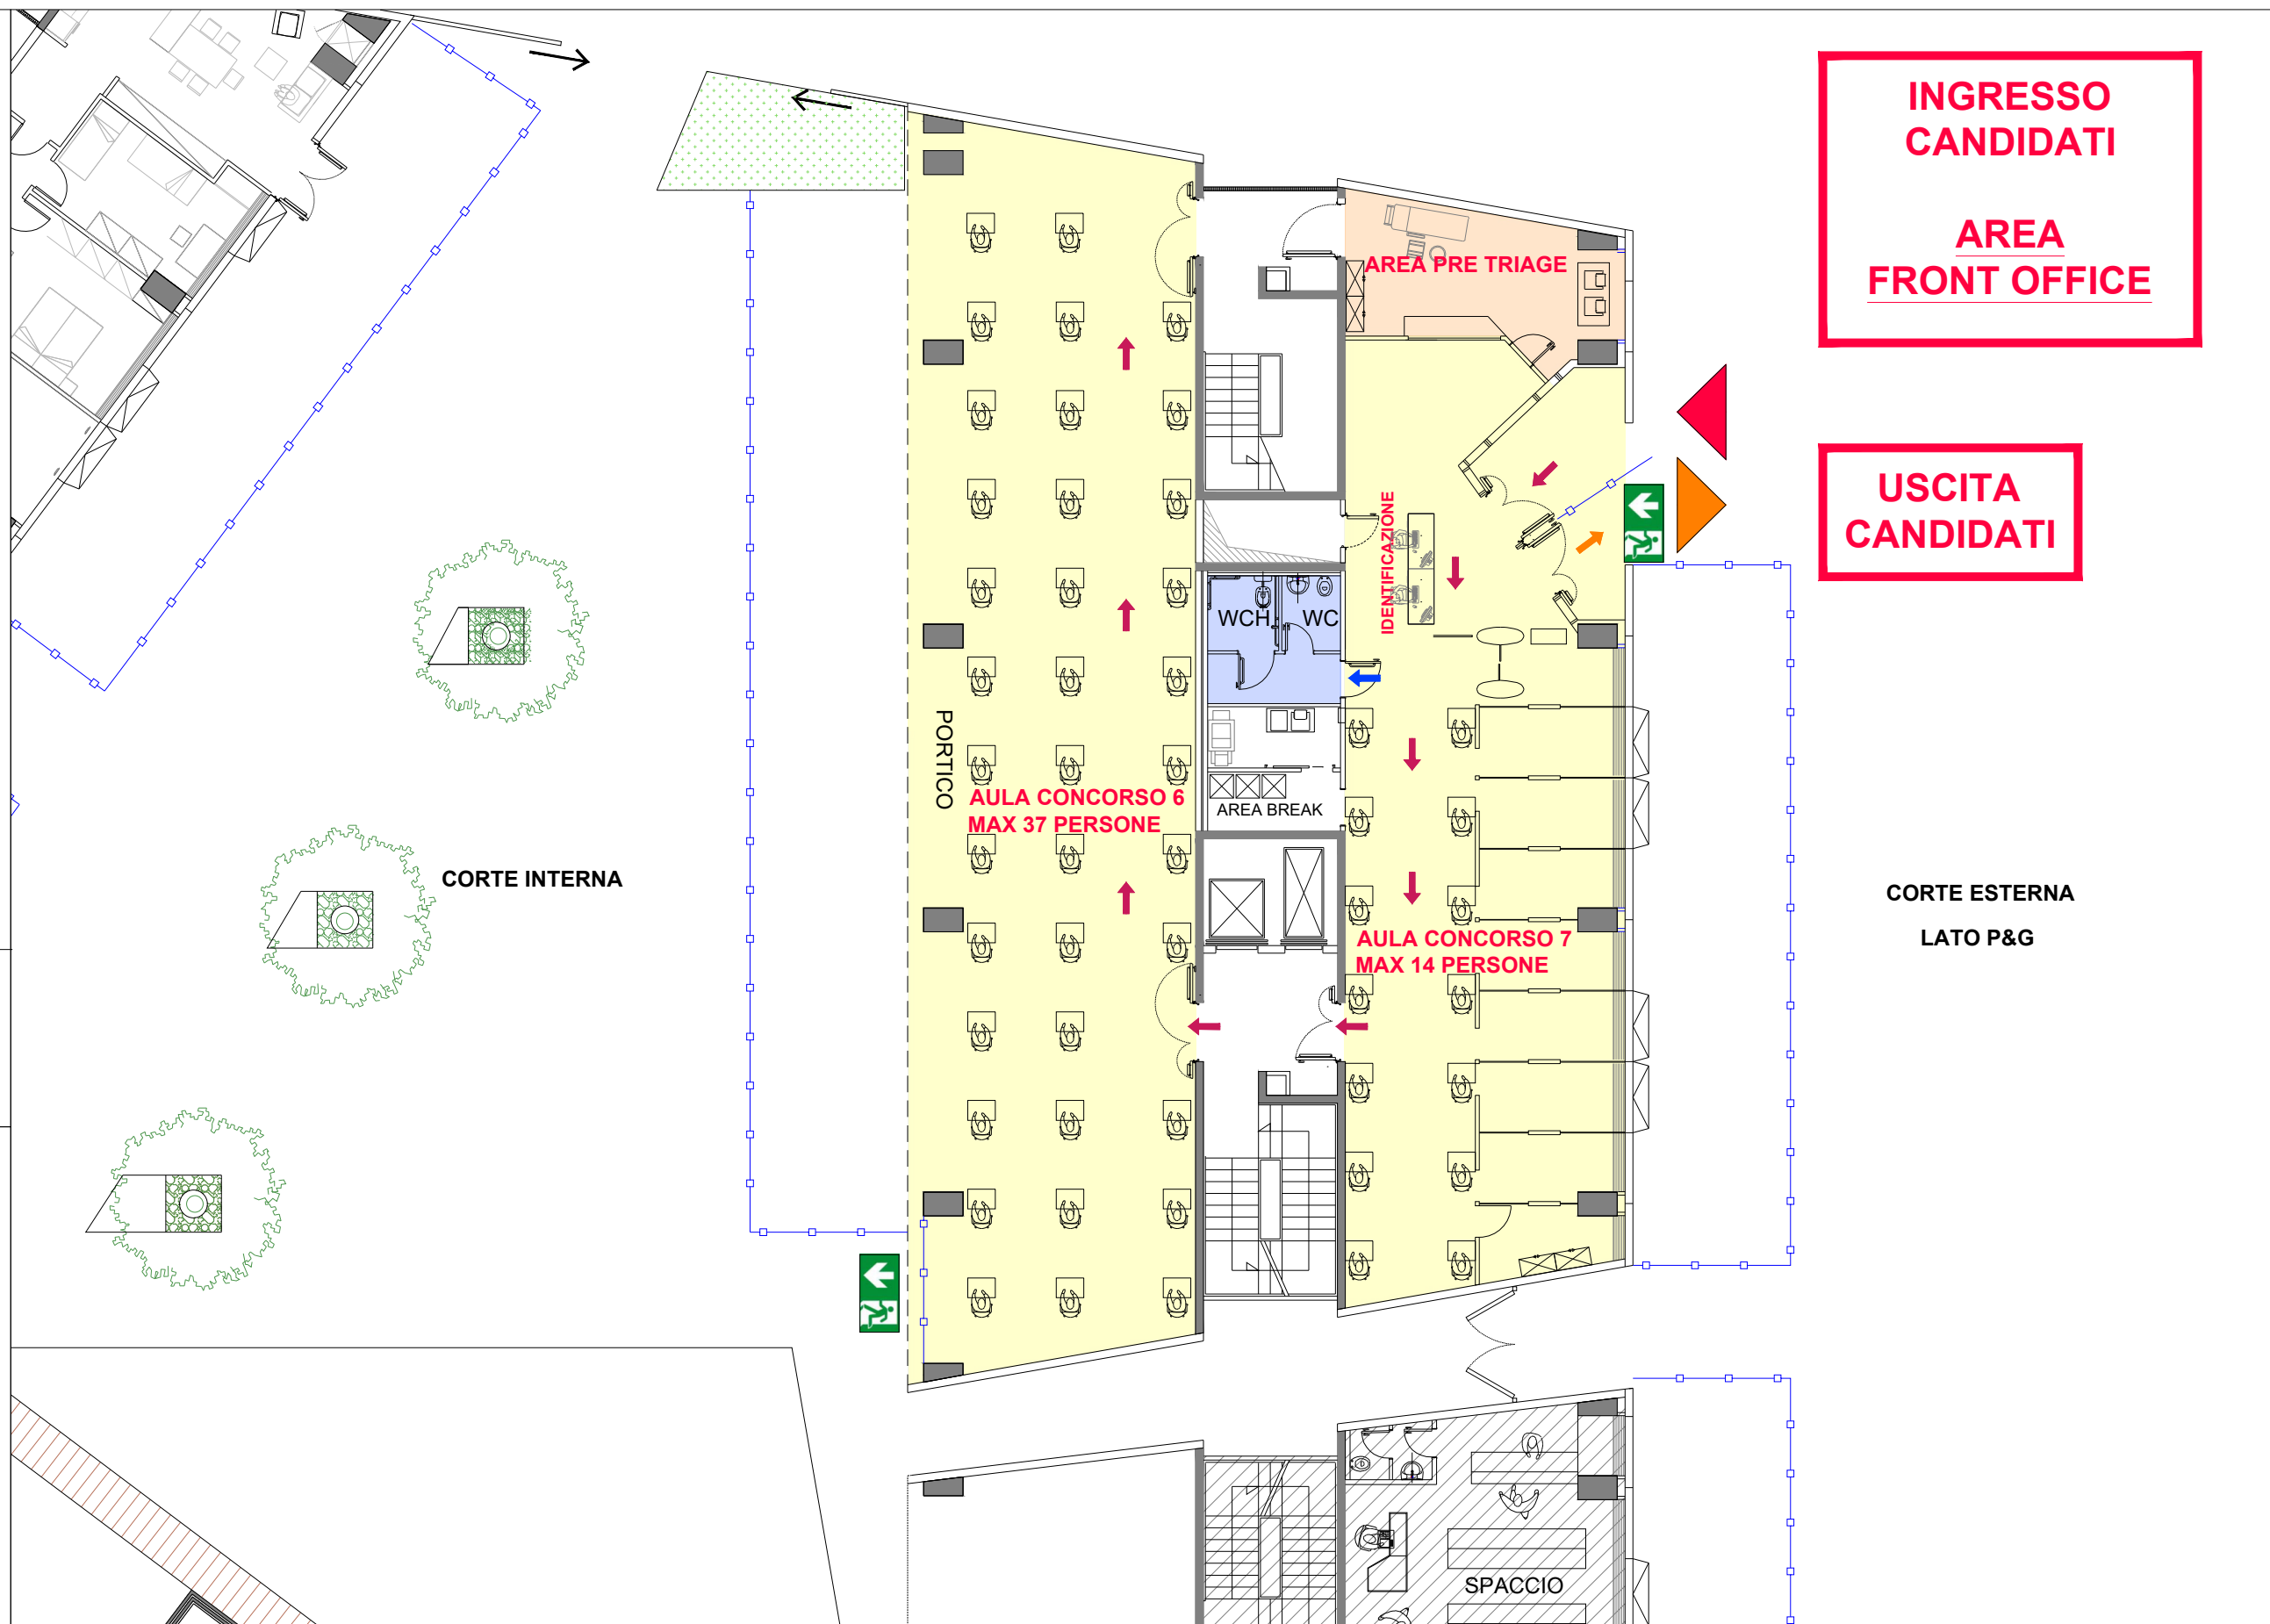 INGRESSO
CANDIDATI
AREA
FRONT OFFICE
AREA PRE TRIAGE
USCITA
CANDIDATI
IDENTIFICAZIONE
WCH
WC
PORTICO
AULA CONCORSO 6
MAX 37 PERSONE
AREA BREAK
CORTE INTERNA
CORTE ESTERNA
LATO P&G
AULA CONCORSO 7
MAX 14 PERSONE
SPACCIO